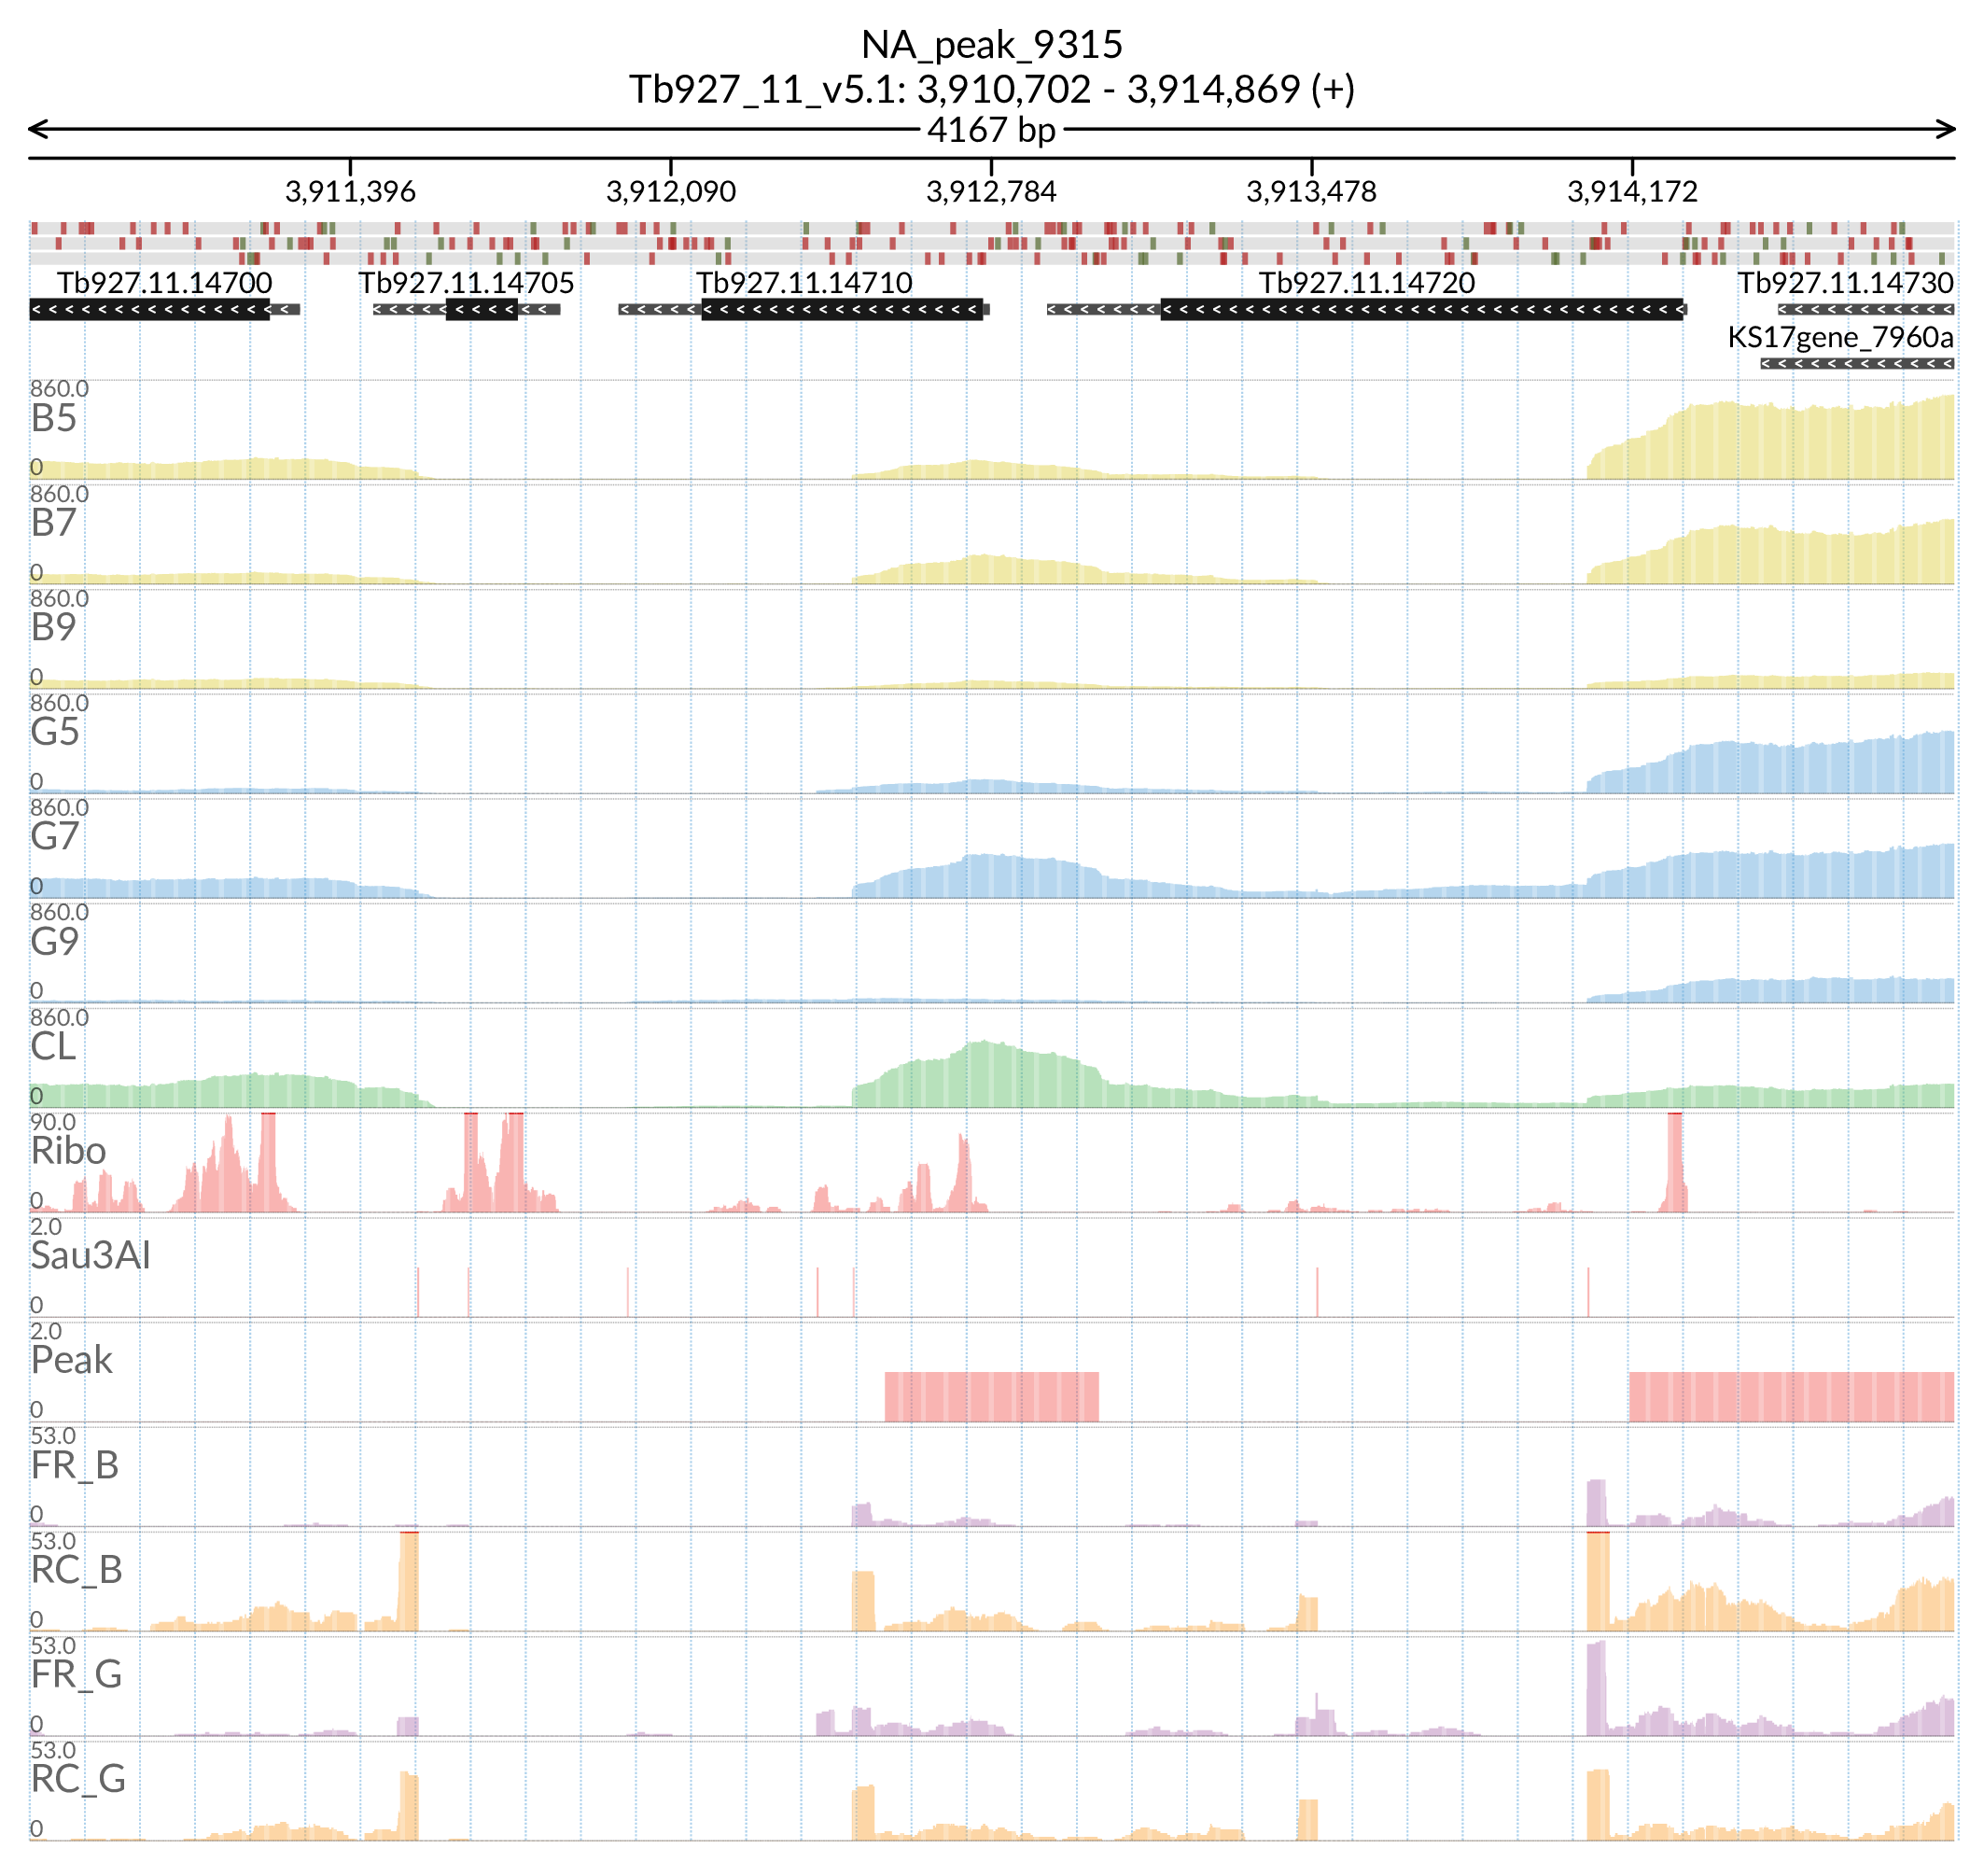 NA_peak_9315
Tb927_11_v5.1: 3,910,702 - 3,914,869 (+)
4167 bp
3,911,396 3,912,090 3,912,784 3,913,478 3,914,172
Tb927.11.14700 Tb927.11.14705 Tb927.11.14710 Tb927.11.14720 Tb927.11.14730
KS17gene_7960a
860.0
B5
0
860.0
B7
0
860.0
B9
0
860.0
G5
0
860.0
G7
0
860.0
G9
0
860.0
CL
0
90.0
Ribo
0
2.0
Sau3AI
0
2.0
Peak
0
53.0
FR_B
0
53.0
RC_B
0
53.0
FR_G
0
53.0
RC_G
0